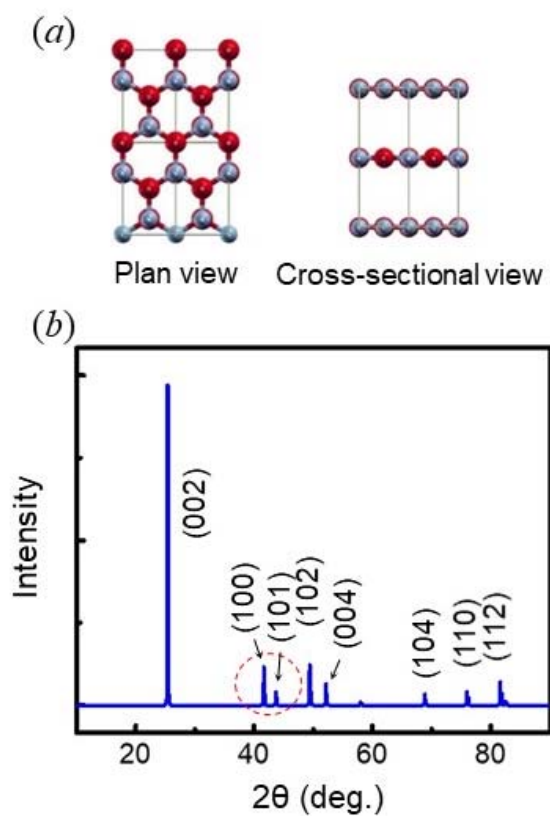 (a)
Plan view
Cross-sectional view
(b)
Intensity
(002)
(100)
(101)
(102)
(004)
(104)
(110)
(112)
20
40
60
80
2θ (deg.)